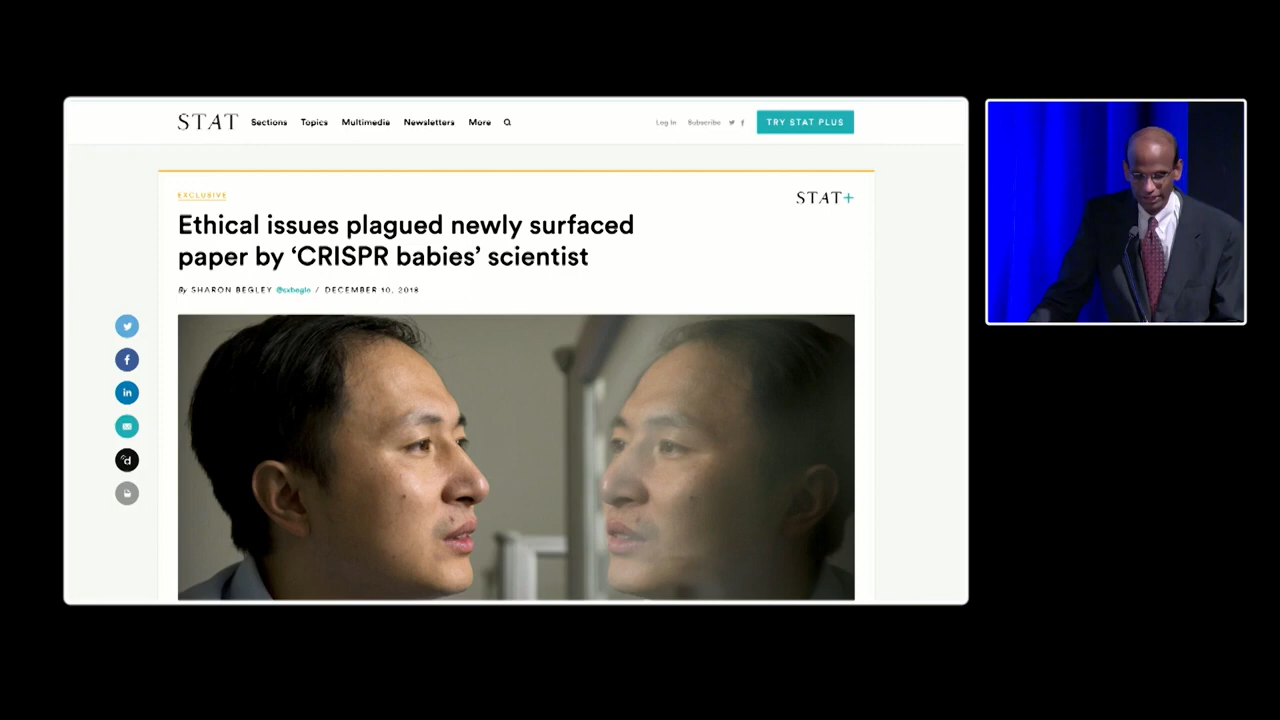 STAT Sections Topics Multimedia Newsletters More Log In Subscribe TRY STAT PLUS
EXCLUSIVE
STAT+
Ethical issues plagued newly surfaced
paper by ‘CRISPR babies’ scientist
By SHARON BEGLEY @sxbegle / DECEMBER 10, 2018